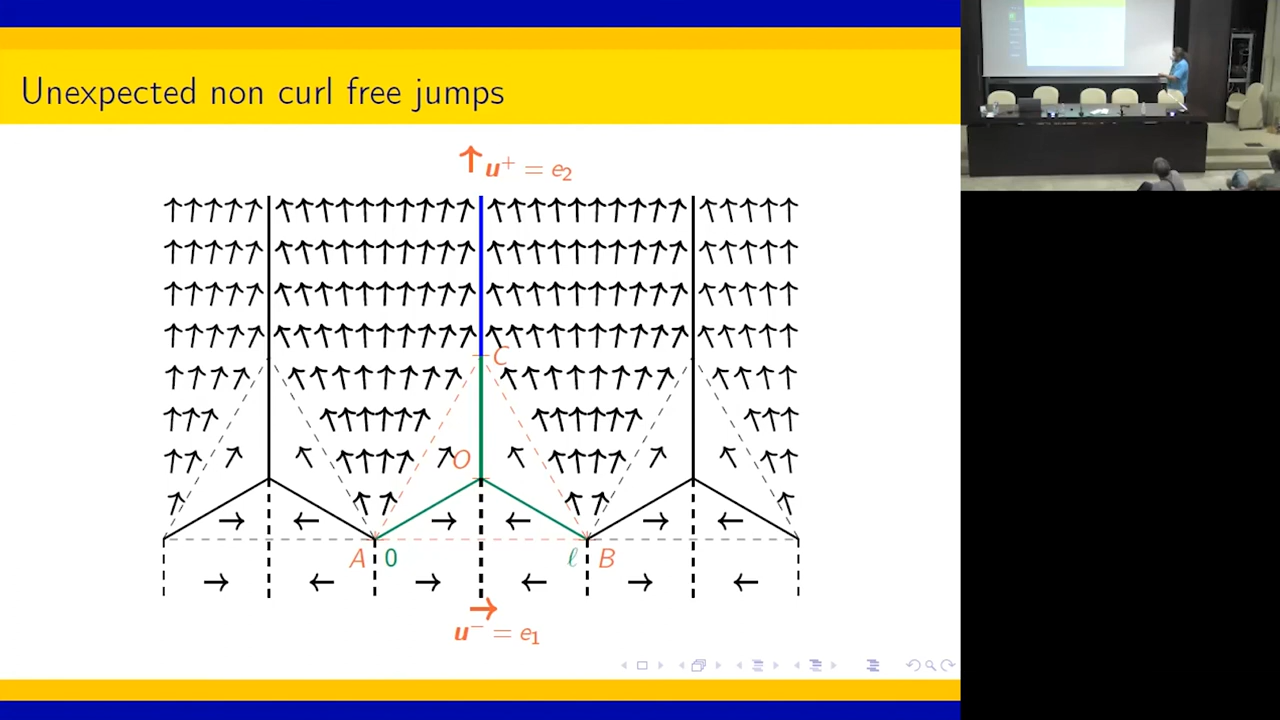 Unexpected non curl free jumps
u⁺ = e₂
C
O
A 0 ℓ B
u⁻ = e₁